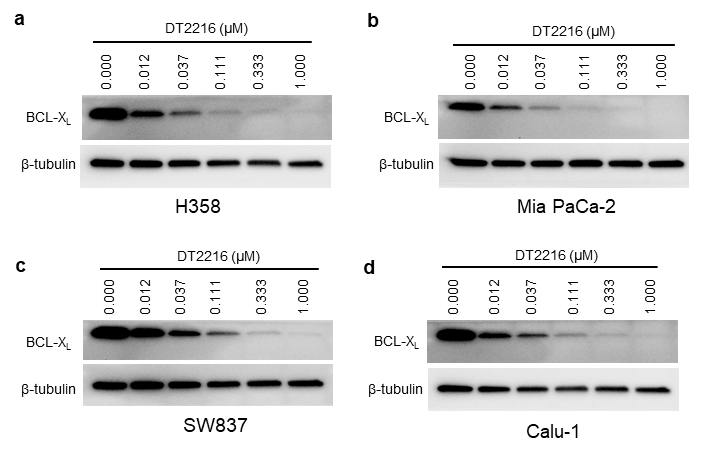 a
DT2216 (µM)
0.000 0.012 0.037 0.111 0.333 1.000
BCL-XL
β-tubulin
H358
b
DT2216 (µM)
0.000 0.012 0.037 0.111 0.333 1.000
BCL-XL
β-tubulin
Mia PaCa-2
c
DT2216 (µM)
0.000 0.012 0.037 0.111 0.333 1.000
BCL-XL
β-tubulin
SW837
d
DT2216 (µM)
0.000 0.012 0.037 0.111 0.333 1.000
BCL-XL
β-tubulin
Calu-1